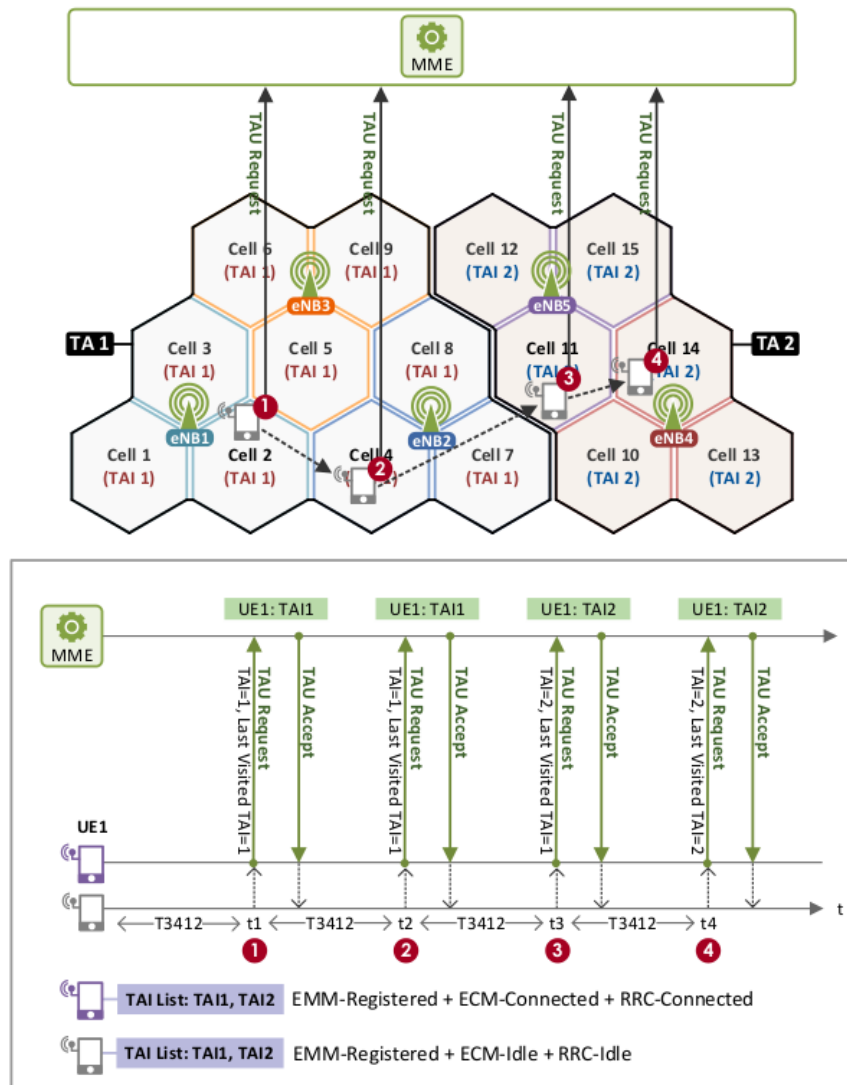 MME
TAU Request
TAU Request
TAU Request
TAU Request
Cell 6
(TAI 1)
Cell 9
(TAI 1)
Cell 12
(TAI 2)
Cell 15
(TAI 2)
eNB3
eNB5
TA 1
Cell 3
(TAI 1)
Cell 5
(TAI 1)
Cell 8
(TAI 1)
Cell 11
(TAI 2)
Cell 14
(TAI 2)
TA 2
1
2
3
4
eNB1
eNB2
eNB4
Cell 1
(TAI 1)
Cell 2
(TAI 1)
Cell 4
1)
Cell 7
(TAI 1)
Cell 10
(TAI 2)
Cell 13
(TAI 2)
UE1: TAI1
UE1: TAI1
UE1: TAI2
UE1: TAI2
MME
TAU Request
TAI=1, Last Visited TAI=1
TAU Accept
TAU Request
TAI=1, Last Visited TAI=1
TAU Accept
TAU Request
TAI=2, Last Visited TAI=1
TAU Accept
TAU Request
TAI=2, Last Visited TAI=2
TAU Accept
UE1
T3412 t1 T3412 t2 T3412 t3 T3412 t4
t
1 2 3 4
TAI List: TAI1, TAI2 EMM-Registered + ECM-Connected + RRC-Connected
TAI List: TAI1, TAI2 EMM-Registered + ECM-Idle + RRC-Idle